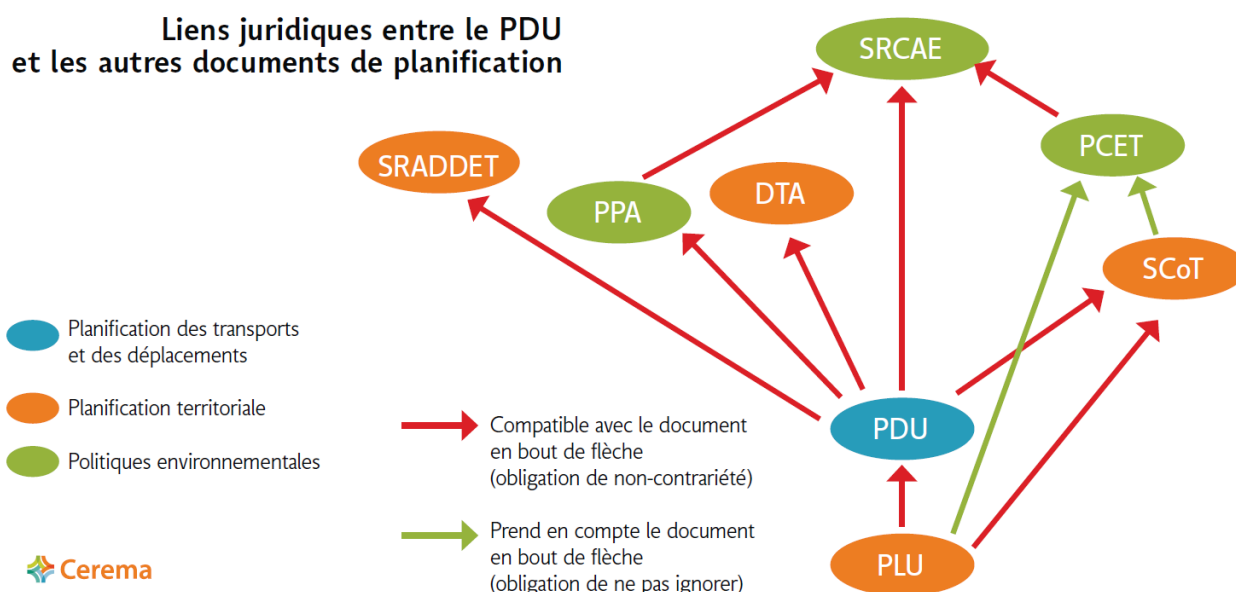 Liens juridiques entre le PDU
et les autres documents de planification
SRCAE
PCET
SRADDET
DTA
PPA
SCoT
Planification des transports
et des déplacements
Planification territoriale
Politiques environnementales
Compatible avec le document
en bout de flèche
(obligation de non-contrariété)
Prend en compte le document
en bout de flèche
(obligation de ne pas ignorer)
PDU
PLU
Cerema